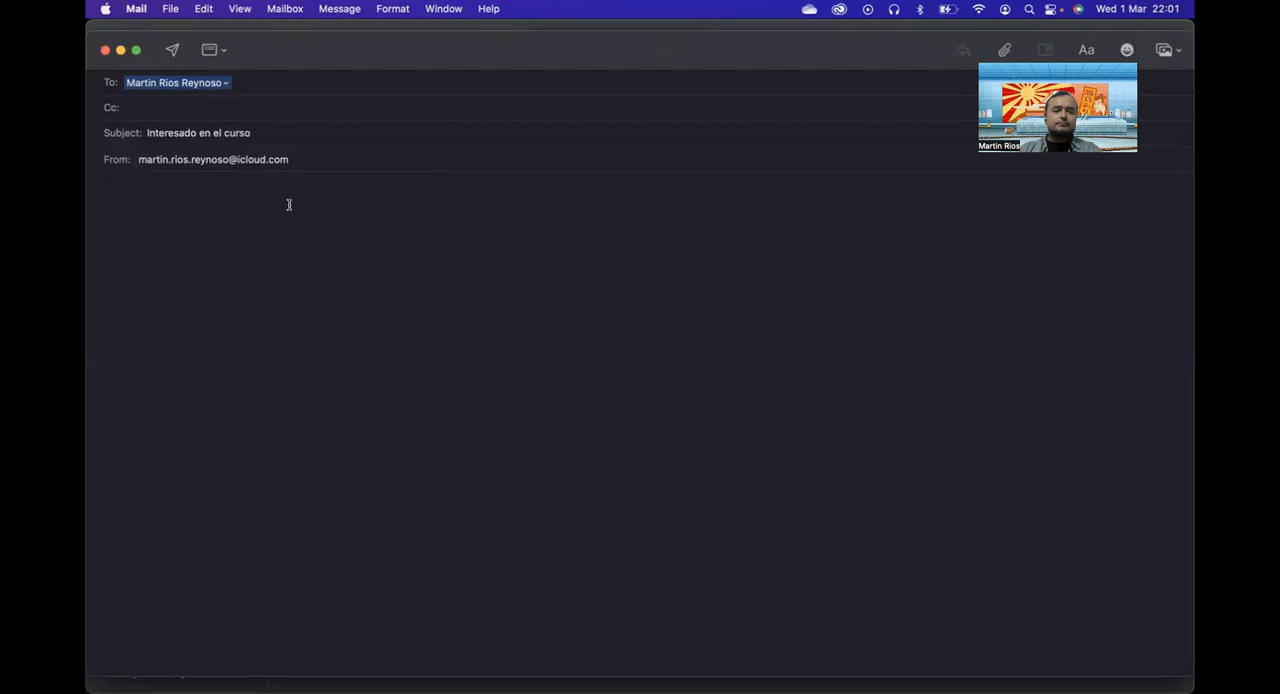 Mail File Edit View Mailbox Message Format Window Help Wed 1 Mar 22:01
Aa
To: Martin Rios Reynoso
Cc:
Subject: Interesado en el curso
From: martin.rios.reynoso@icloud.com
Martin Rios